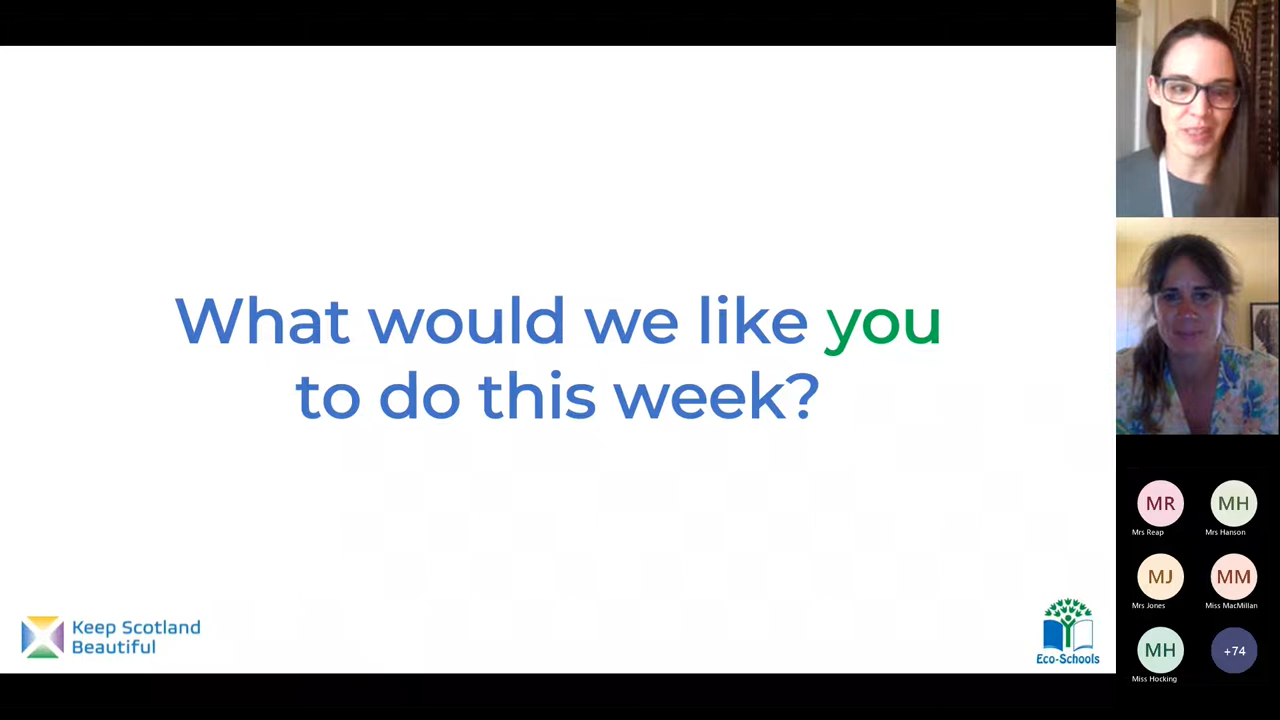 What would we like you
to do this week?
Keep Scotland
Beautiful
Eco-Schools
MR
Mrs Reap
MH
Mrs Hanson
MJ
Mrs Jones
MM
Miss MacMillan
MH
Miss Hocking
+74